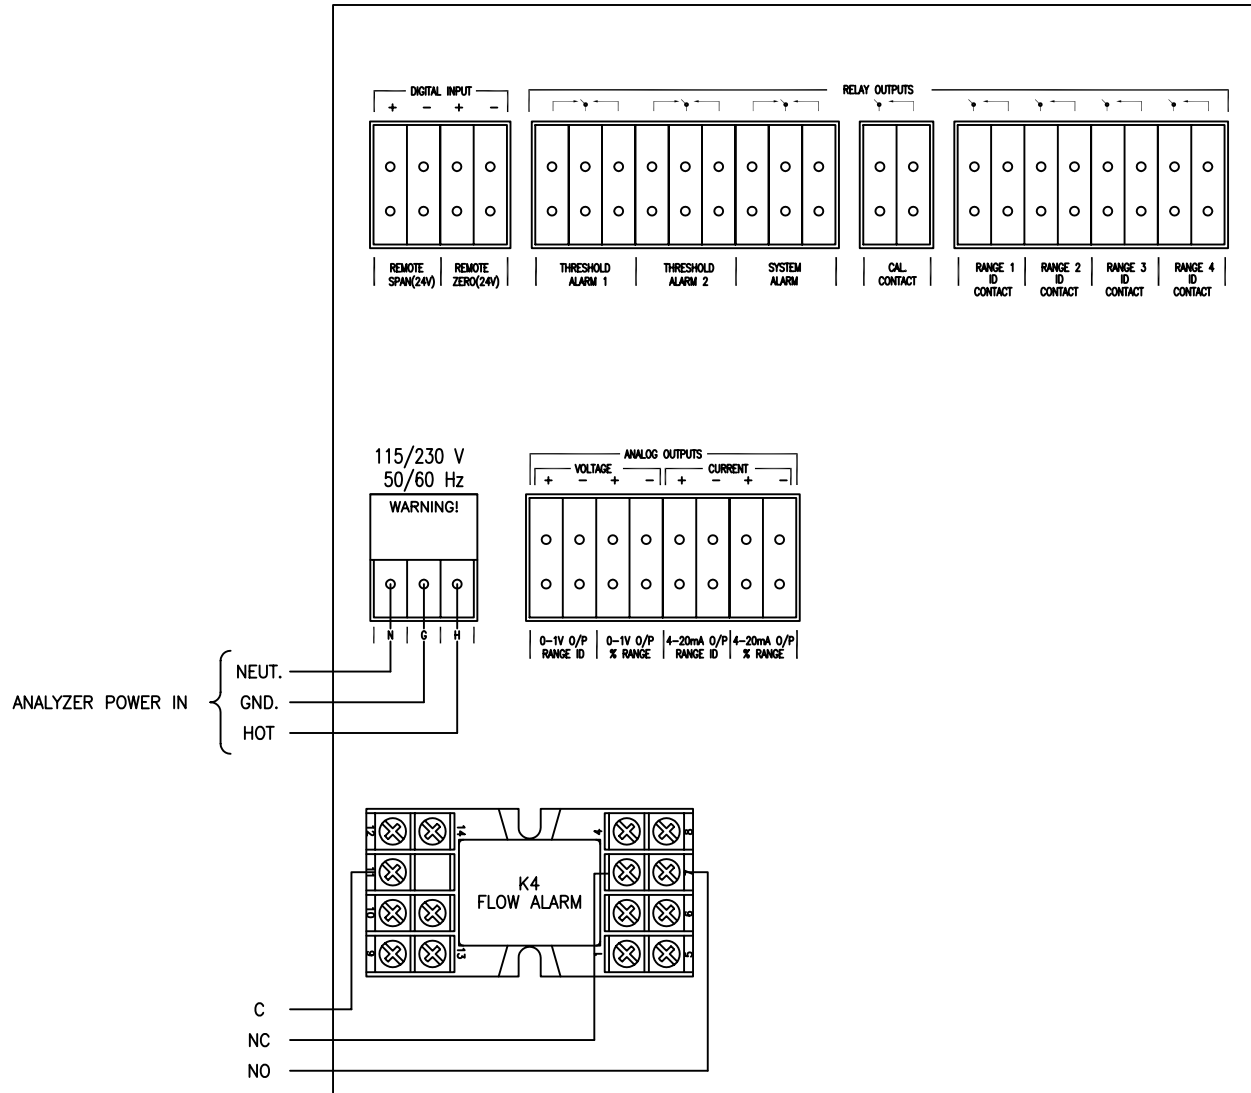 DIGITAL INPUT
+ − + −
RELAY OUTPUTS
REMOTE
SPAN(24V)
REMOTE
ZERO(24V)
THRESHOLD
ALARM 1
THRESHOLD
ALARM 2
SYSTEM
ALARM
CAL.
CONTACT
RANGE 1
ID
CONTACT
RANGE 2
ID
CONTACT
RANGE 3
ID
CONTACT
RANGE 4
ID
CONTACT
115/230 V
50/60 Hz
WARNING!
N G H
ANALOG OUTPUTS
VOLTAGE
CURRENT
+ − + − + − + −
0-1V O/P
RANGE ID
0-1V O/P
% RANGE
4-20mA O/P
RANGE ID
4-20mA O/P
% RANGE
ANALYZER POWER IN
NEUT.
GND.
HOT
12
14
11
10
9
13
K4
FLOW ALARM
4
8
7
6
1
5
C
NC
NO